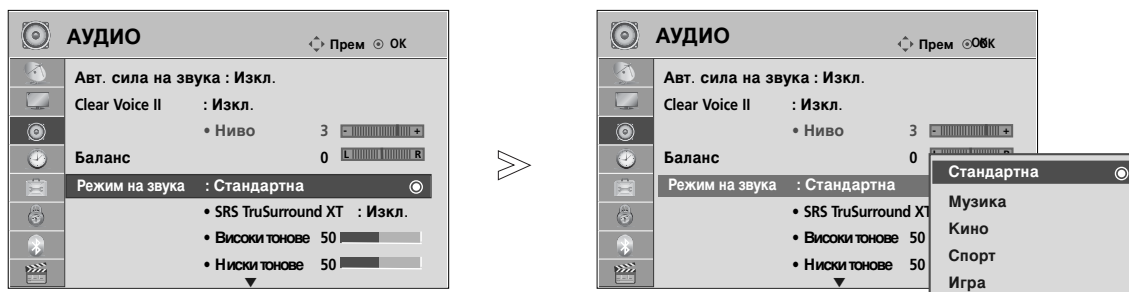 АУДИО Прем OK
Авт. сила на звука : Изкл.
Clear Voice II : Изкл.
• Ниво 3 - +
Баланс 0 L R
Режим на звука : Стандартна
• SRS TruSurround XT : Изкл.
• Високи тонове 50
• Ниски тонове 50
АУДИО Прем
Авт. сила на звука : Изкл.
Clear Voice II : Изкл.
• Ниво 3 - +
Баланс 0
Режим на звука : Стандартна
• SRS TruSurround XT
• Високи тонове 50
• Ниски тонове 50
Стандартна
Музика
Кино
Спорт
Игра